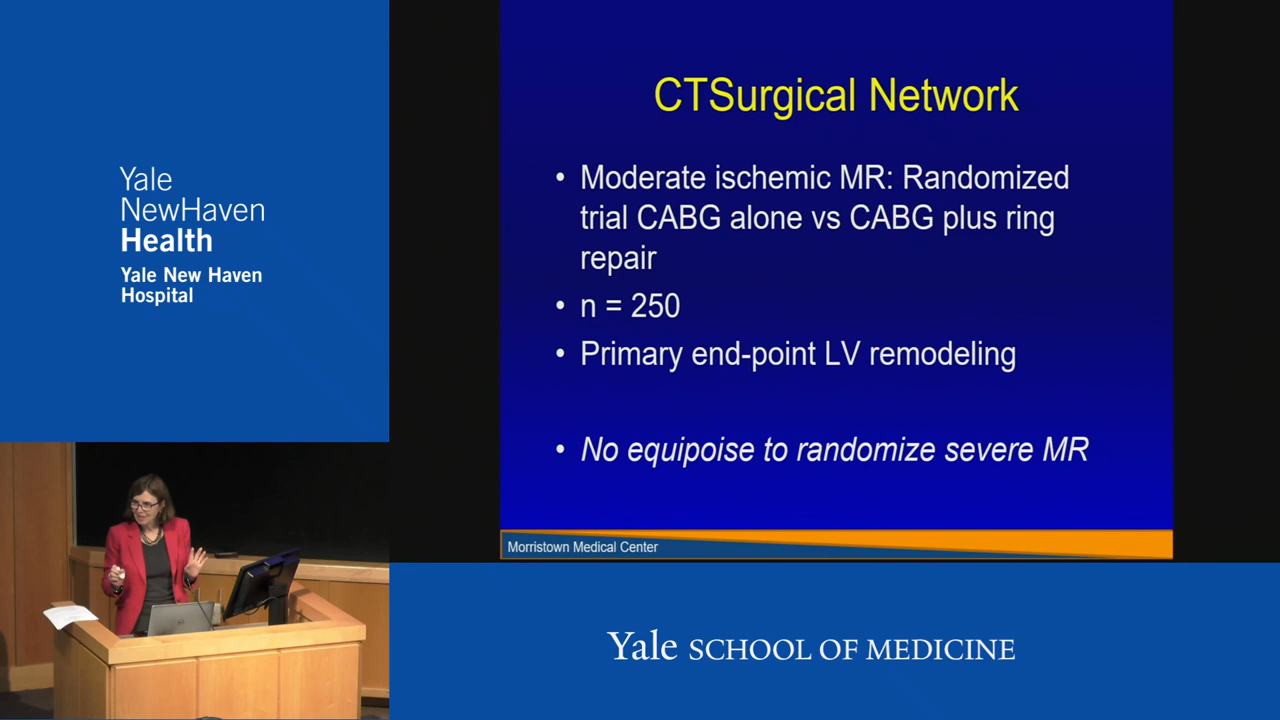 Yale
NewHaven
Health
Yale New Haven
Hospital
CTSurgical Network
• Moderate ischemic MR: Randomized
trial CABG alone vs CABG plus ring
repair
• n = 250
• Primary end-point LV remodeling
• No equipoise to randomize severe MR
Morristown Medical Center
Yale SCHOOL OF MEDICINE